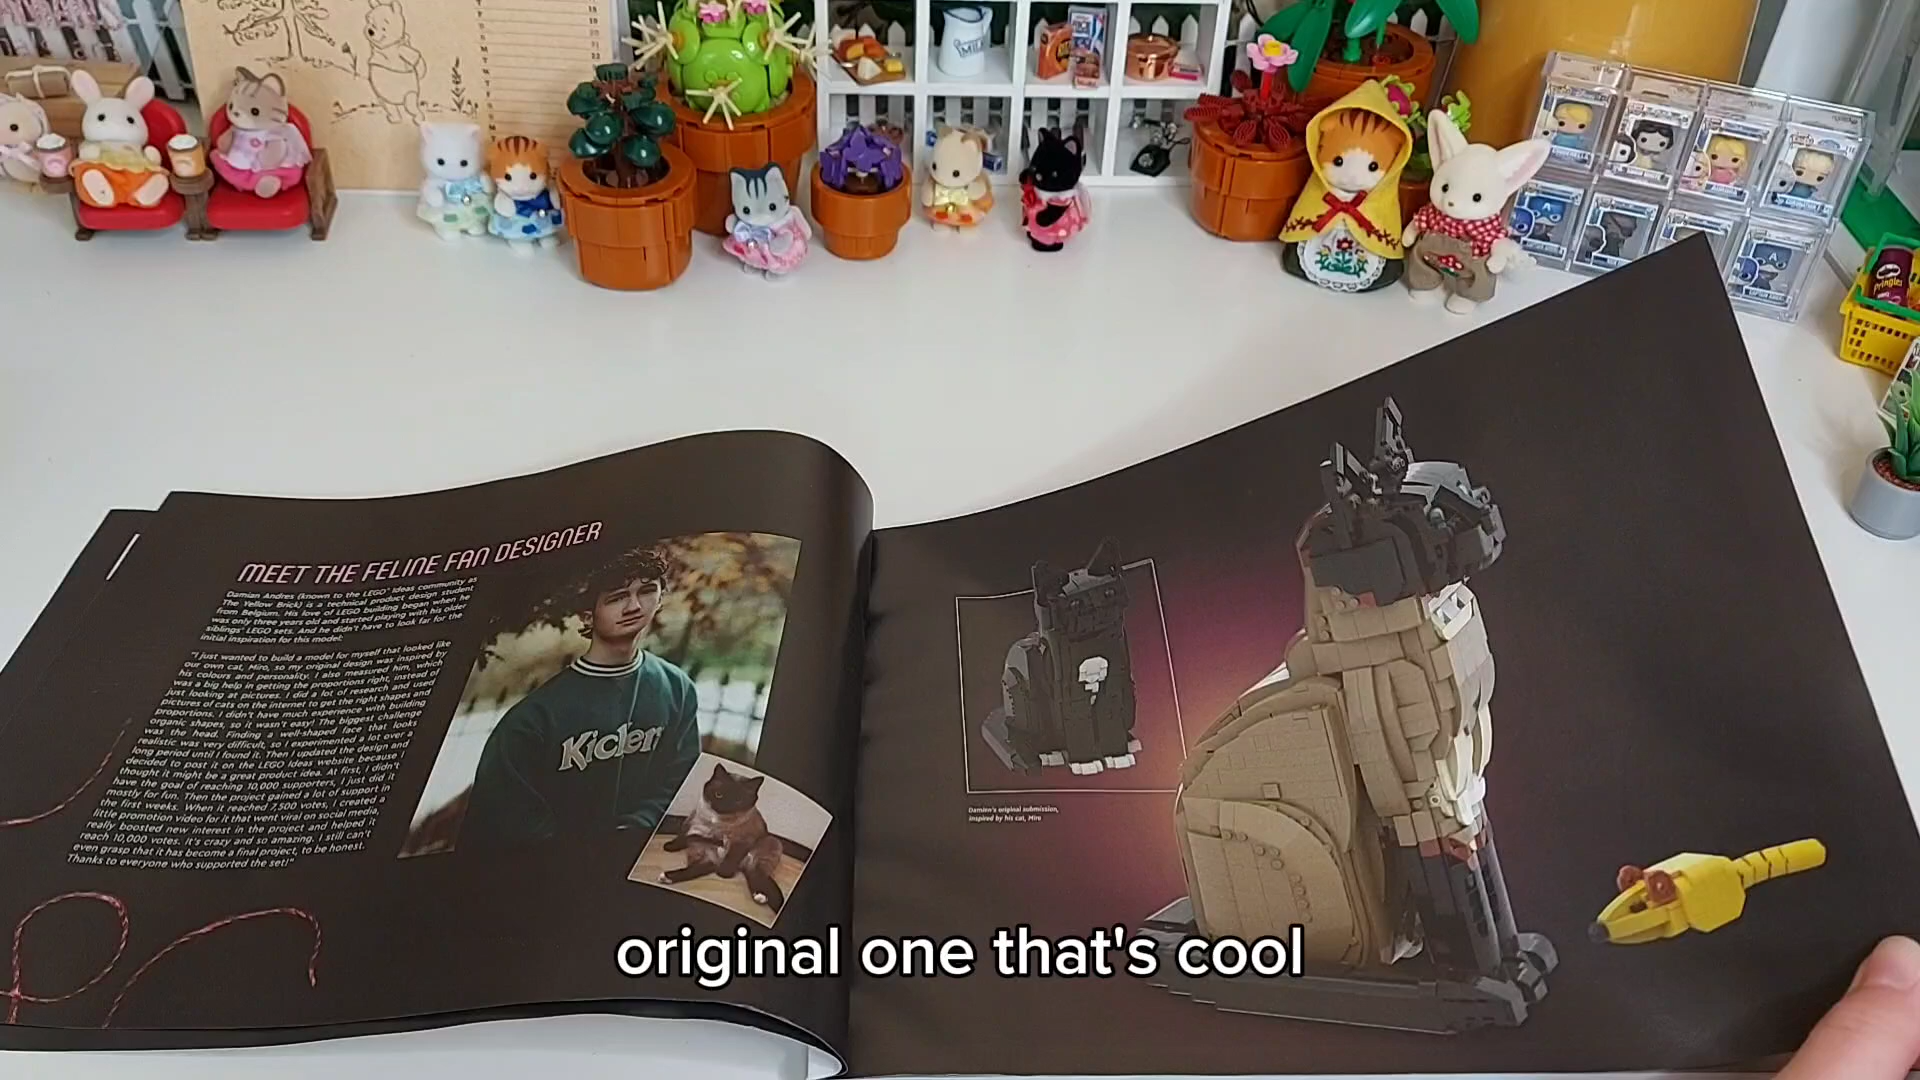 MILK
Pringles
MEET THE FELINE FAN DESIGNER
Damian Andres (known to the LEGO® Ideas community as
The Yellow Brick) is a technical product design student
from Belgium. His love of LEGO building began when he
was only three years old and started playing with his older
siblings' LEGO sets. And he didn't have to look far for the
initial inspiration for this model:
"I just wanted to build a model for myself that looked like
our own cat, Miro, so my original design was inspired by
his colours and personality. I also measured him, which
was a big help in getting the proportions right, instead of
just looking at pictures. I did a lot of research and used
pictures of cats on the internet to get the right shapes and
proportions. I didn't have much experience with building
organic shapes, so it wasn't easy! The biggest challenge
was the head. Finding a well-shaped face that looks
realistic was very difficult, so I experimented a lot over a
long period until I found it. Then I updated the design and
decided to post it on the LEGO Ideas website because I
thought it might be a great product idea. At first, I didn't
have the goal of reaching 10,000 supporters, I just did it
mostly for fun. Then the project gained a lot of support in
the first weeks. When it reached 7,500 votes, I created a
little promotion video for it that went viral on social media,
really boosted new interest in the project and helped it
reach 10,000 votes. It's crazy and so amazing. I still can't
even grasp that it has become a final project, to be honest.
Thanks to everyone who supported the set!"
Kickers
Damian's original submission,
inspired by his cat, Miro
original one that's cool